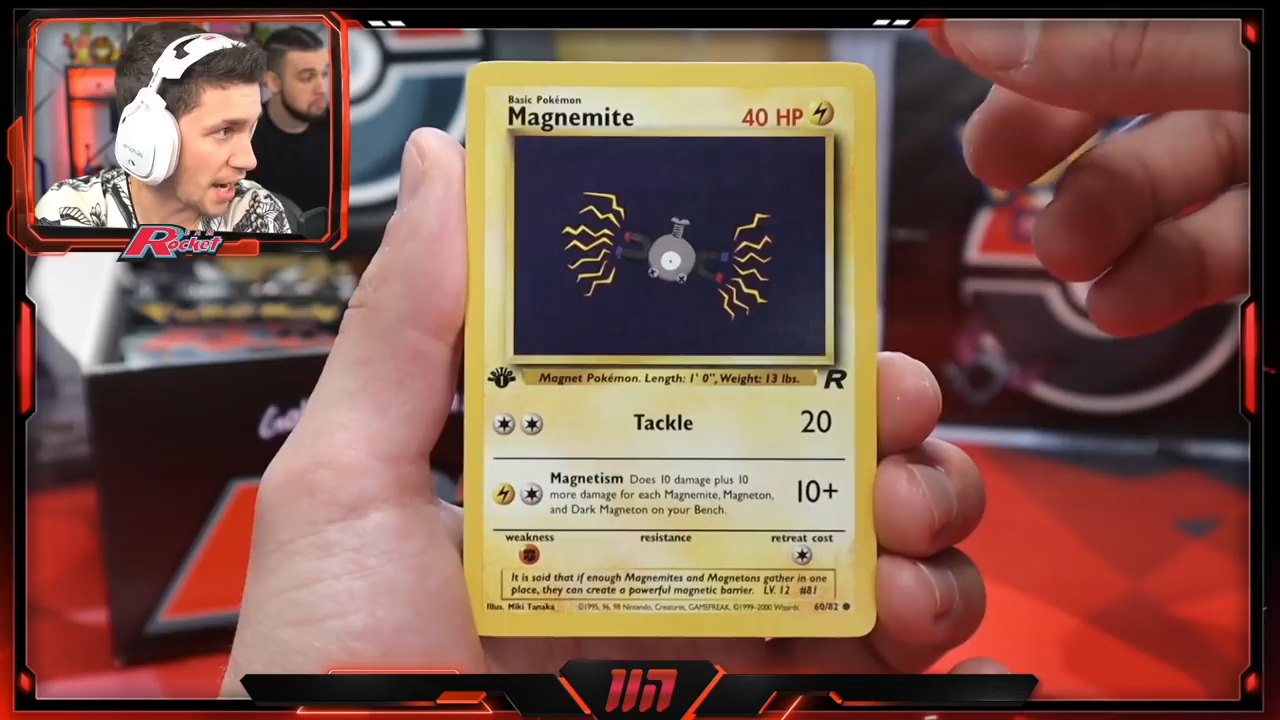 Basic Pokémon
Magnemite 40 HP
Magnet Pokémon. Length: 1' 0", Weight: 13 lbs.
R
Tackle 20
Magnetism Does 10 damage plus 10
more damage for each Magnemite, Magneton,
and Dark Magneton on your Bench.
10+
weakness resistance retreat cost
It is said that if enough Magnemites and Magnetons gather in one
place, they can create a powerful magnetic barrier. LV. 12 #81
Illus. Miki Tanaka ©1995, 96, 98 Nintendo, Creatures, GAMEFREAK. ©1999-2000 Wizards. 60/82
Rocket